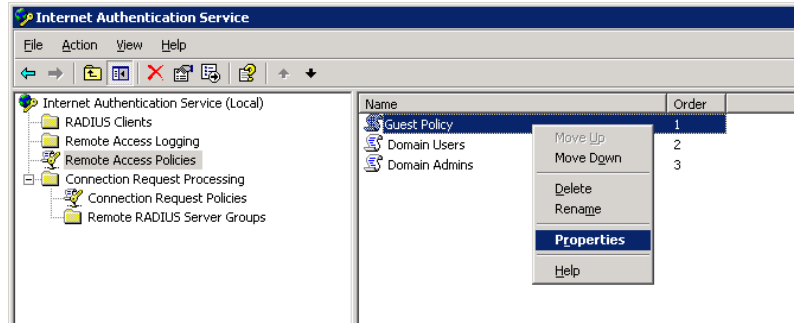 Internet Authentication Service
File Action View Help
Internet Authentication Service (Local)
RADIUS Clients
Remote Access Logging
Remote Access Policies
Connection Request Processing
Connection Request Policies
Remote RADIUS Server Groups
Name Order
Guest Policy 1
Domain Users 2
Domain Admins 3
Move Up
Move Down
Delete
Rename
Properties
Help